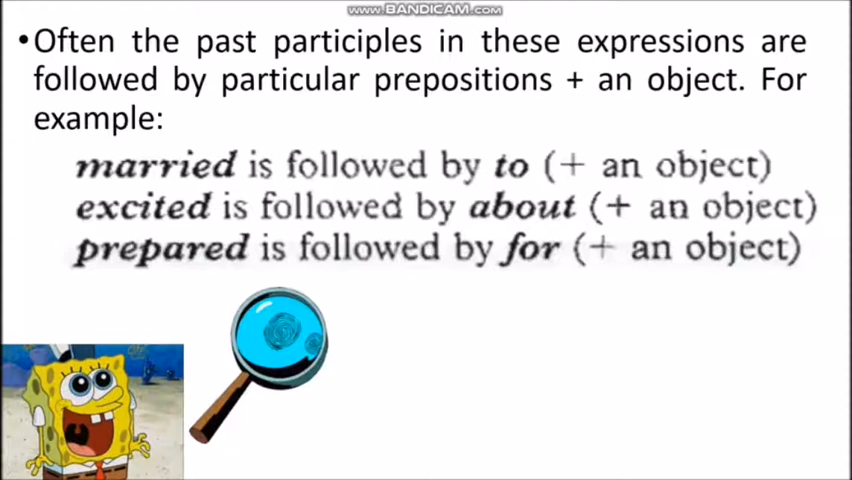 WWW.BANDICAM.COM
•Often the past participles in these expressions are
followed by particular prepositions + an object. For
example:
married is followed by to (+ an object)
excited is followed by about (+ an object)
prepared is followed by for (+ an object)